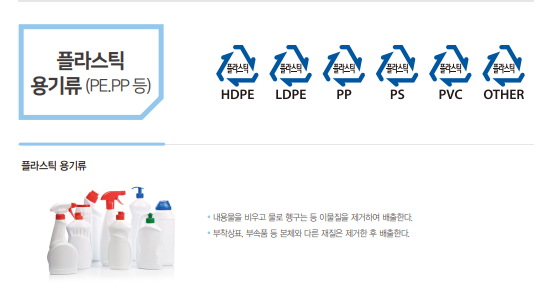 플라스틱
용기류 (PE.PP 등)
플라스틱 플라스틱 플라스틱 플라스틱 플라스틱 플라스틱
HDPE LDPE PP PS PVC OTHER
플라스틱 용기류
• 내용물을 비우고 물로 헹구는 등 이물질을 제거하여 배출한다.
• 부착상표, 부속품 등 본체와 다른 재질은 제거한 후 배출한다.